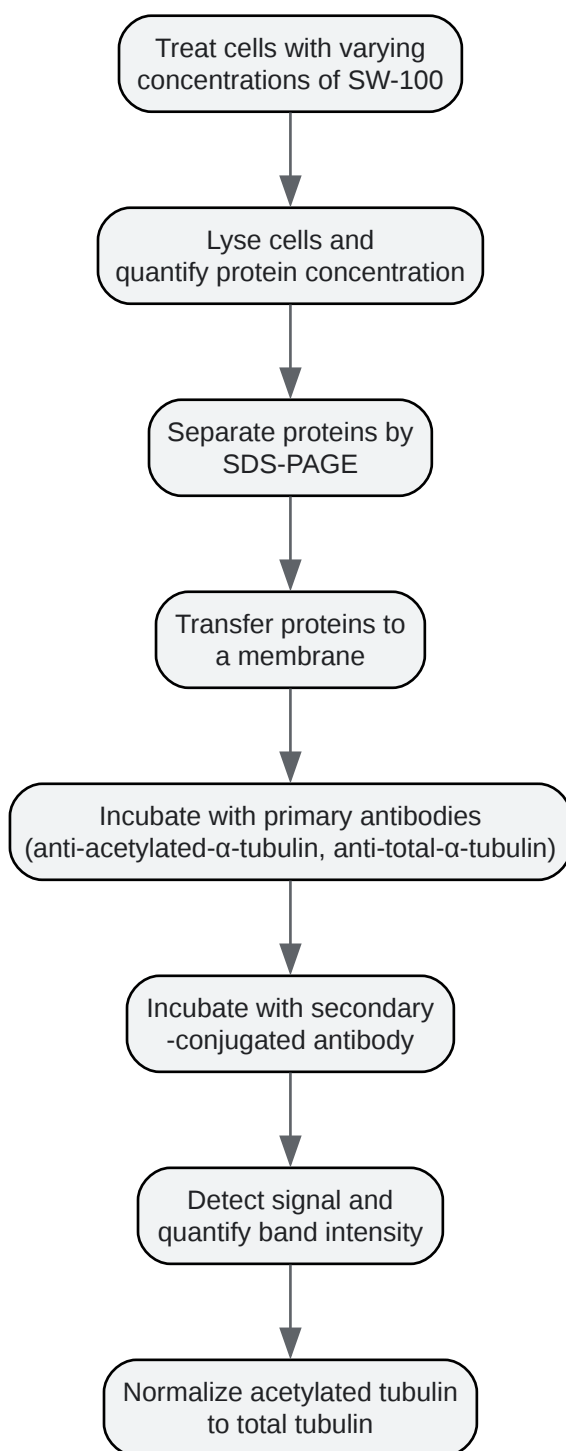 Treat cells with varying
concentrations of SW-100
Lyse cells and
quantify protein concentration
Separate proteins by
SDS-PAGE
Transfer proteins to
a membrane
Incubate with primary antibodies
(anti-acetylated-α-tubulin, anti-total-α-tubulin)
Incubate with secondary
-conjugated antibody
Detect signal and
quantify band intensity
Normalize acetylated tubulin
to total tubulin